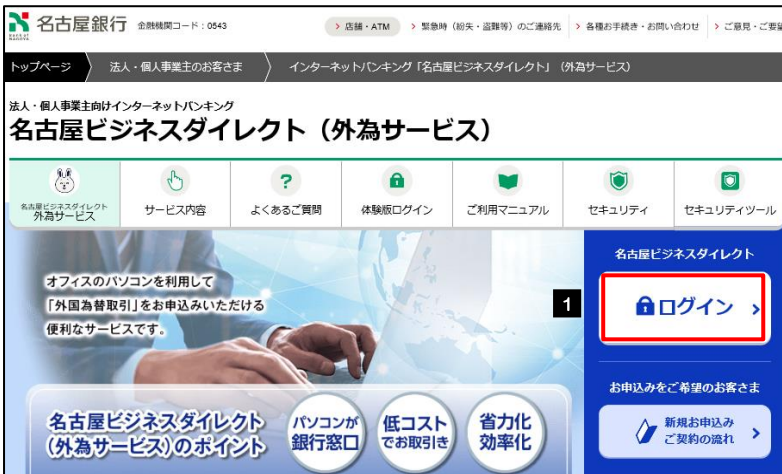 名古屋銀行 金融機関コード：0543
BANK OF NAGOYA
店舗・ATM
緊急時（紛失・盗難等）のご連絡先
各種お手続き・お問い合わせ
ご意見・ご要望
トップページ
法人・個人事業主のお客さま
インターネットバンキング「名古屋ビジネスダイレクト」（外為サービス）
法人・個人事業主向けインターネットバンキング
名古屋ビジネスダイレクト（外為サービス）
名古屋ビジネスダイレクト
外為サービス
サービス内容
よくあるご質問
体験版ログイン
ご利用マニュアル
セキュリティ
セキュリティツール
オフィスのパソコンを利用して
「外国為替取引」をお申込みいただける
便利なサービスです。
名古屋ビジネスダイレクト
1
ログイン
お申込みをご希望のお客さま
新規お申込み
ご契約の流れ
名古屋ビジネスダイレクト
(外為サービス)のポイント
パソコンが
銀行窓口
低コスト
でお取引き
省力化
効率化